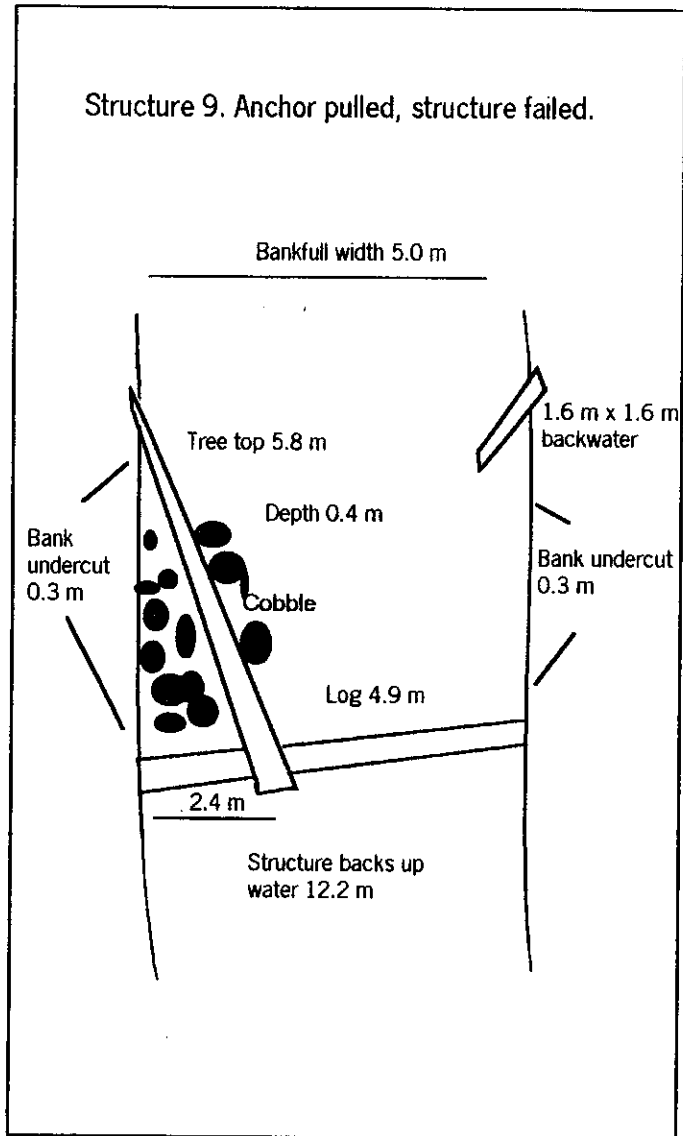 Structure 9. Anchor pulled, structure failed.
Bankfull width 5.0 m
Tree top 5.8 m
1.6 m x 1.6 m
backwater
Depth 0.4 m
Bank
undercut
0.3 m
Bank undercut
0.3 m
Cobble
Log 4.9 m
2.4 m
Structure backs up
water 12.2 m